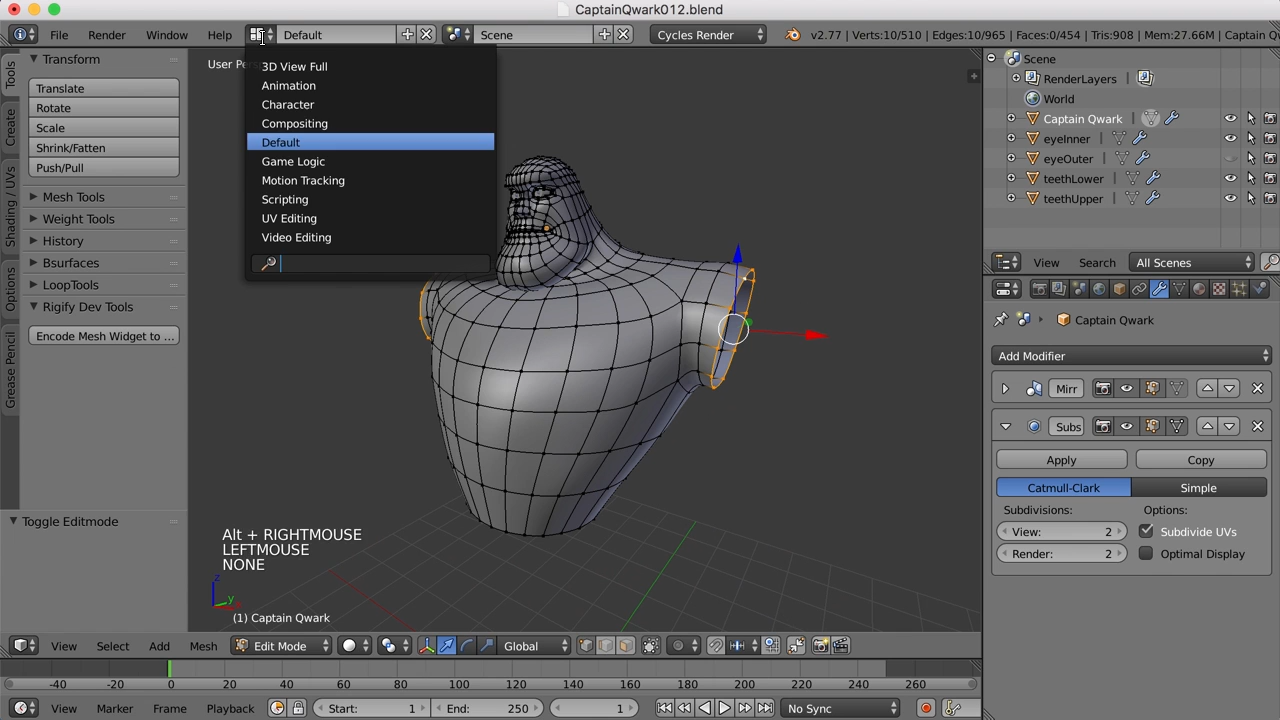 CaptainQwark012.blend
File Render Window Help Default Scene Cycles Render v2.77 | Verts:10/510 | Edges:10/965 | Faces:0/454 | Tris:908 | Mem:27.66M | Captain Q
User Pe
3D View Full
Animation
Character
Compositing
Default
Game Logic
Motion Tracking
Scripting
UV Editing
Video Editing
Tools
Create
Shading / UVs
Options
Grease Pencil
Transform
Translate
Rotate
Scale
Shrink/Fatten
Push/Pull
Mesh Tools
Weight Tools
History
Bsurfaces
LoopTools
Rigify Dev Tools
Encode Mesh Widget to ...
Toggle Editmode
Alt + RIGHTMOUSE
LEFTMOUSE
NONE
z
y
(1) Captain Qwark
View Select Add Mesh Edit Mode Global
-40 -20 0 20 40 60 80 100 120 140 160 180 200 220 240 260
View Marker Frame Playback Start: 1 End: 250 1 No Sync
Scene
RenderLayers
World
Captain Qwark
eyeInner
eyeOuter
teethLower
teethUpper
View Search All Scenes
Captain Qwark
Add Modifier
Mirr
Subs
Apply Copy
Catmull-Clark Simple
Subdivisions: Options:
View: 2 Subdivide UVs
Render: 2 Optimal Display